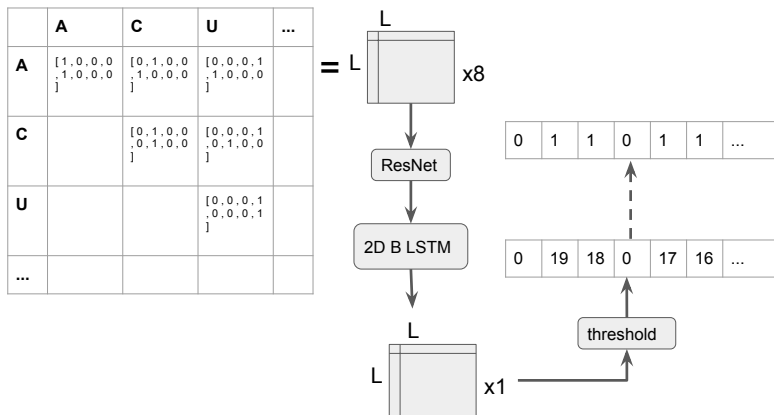 A C U ...
A [1,0,0,0 [0,1,0,0 [0,0,0,1
,1,0,0,0 ,1,0,0,0 ,1,0,0,0
] ] ]
C [0,1,0,0 [0,0,0,1
,0,1,0,0 ,0,1,0,0
] ]
U [0,0,0,1
,0,0,0,1
]
...
=
L
L
x8
ResNet
2D B LSTM
L
L
x1
threshold
0 19 18 0 17 16 ...
0 1 1 0 1 1 ...